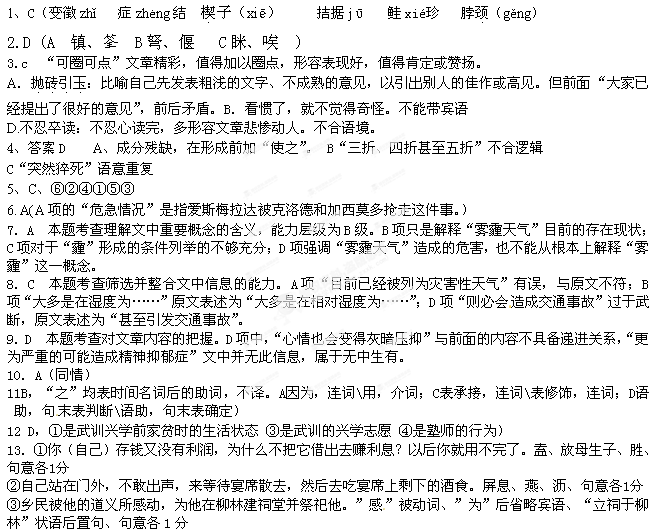 1、C（变徵zhǐ　症zhēng结　楔子（xiē）　拮据jū　鲑xié珍　脖颈（gěng）
2.D（A　镇、荃　B弩、偃　C眯、唉　）
3.c　“可圈可点”文章精彩，值得加以圈点，形容表现好，值得肯定或赞扬。
A．抛砖引玉：比喻自己先发表粗浅的文字、不成熟的意见，以引出别人的佳作或高见。但前面“大家已
经提出了很好的意见”，前后矛盾。B．看惯了，就不觉得奇怪。不能带宾语
D.不忍卒读：不忍心读完，多形容文章悲惨动人。不合语境。
4、答案D　A、成分残缺，在形成前加“使之”。　B“三折、四折甚至五折”不合逻辑
C“突然猝死”语意重复
5、C、⑥②④①⑤③
6.A(A项的“危急情况”是指爱斯梅拉达被克洛德和加西莫多抢走这件事。）
7．A　本题考查理解文中重要概念的含义，能力层级为B级。B项只是解释“雾霾天气”目前的存在现状；
C项对于“霾”形成的条件列举的不够充分；D项强调“雾霾天气”造成的危害，也不能从根本上解释“雾
霾”这一概念。
8．C　本题考查筛选并整合文中信息的能力。A项“目前已经被列为灾害性天气”有误，与原文不符；B
项“大多是在湿度为······”原文表述为“大多是在相对湿度为······”；D项“则必会造成交通事故”过于武
断，原文表述为“甚至引发交通事故”。
9．D　本题考查对文章内容的把握。D项中，“心情也会变得灰暗压抑”与前面的内容不具备递进关系，“更
为严重的可能造成精神抑郁症”文中并无此信息，属于无中生有。
10．A（同情）
11B，“之”均表时间名词后的助词，不译。A因为，连词\用，介词；C表承接，连词\表修饰，连词；D语
助，句末表判断\语助，句末表确定）
12 D，①是武训兴学前家贫时的生活状态 ③是武训的兴学志愿 ④是塾师的行为）
13．①你（自己）存钱又没有利润，为什么不把它借出去赚利息？以后你就用不完了。盍、放母生子、胜、
句意各1分
②自己站在门外，不敢出声，来等待宴席散去，然后去吃宴席上剩下的酒食。屏息、燕、沥、句意各1分
③乡民被他的道义所感动，为他在柳林建祠堂并祭祀他。”感”被动词、”为”后省略宾语、“立祠于柳
林”状语后置句、句意各１分